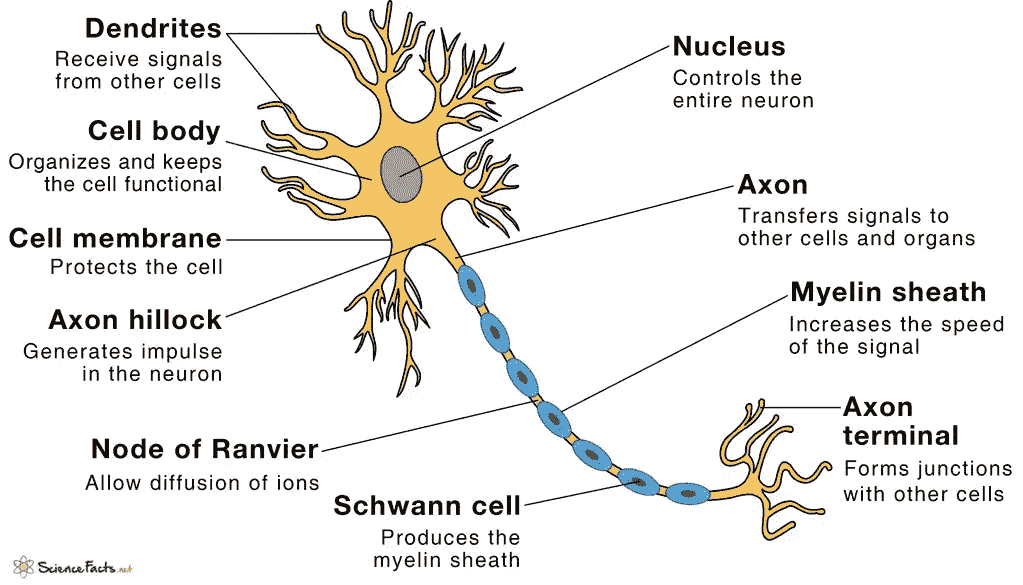 Dendrites
Receive signals
from other cells
Cell body
Organizes and keeps
the cell functional
Cell membrane
Protects the cell
Axon hillock
Generates impulse
in the neuron
Node of Ranvier
Allow diffusion of ions
Schwann cell
Produces the
myelin sheath
Nucleus
Controls the
entire neuron
Axon
Transfers signals to
other cells and organs
Myelin sheath
Increases the speed
of the signal
Axon
terminal
Forms junctions
with other cells
ScienceFacts.net